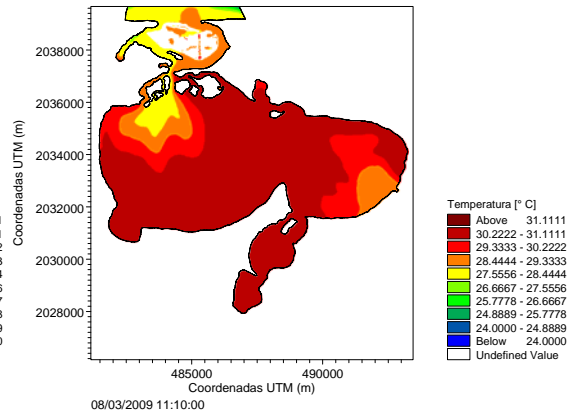 2038000
2036000
2034000
2032000
2030000
2028000
Coordenadas UTM (m)
485000 490000
Coordenadas UTM (m)
08/03/2009 11:10:00
Temperatura [° C]
Above 31.1111
30.2222 - 31.1111
29.3333 - 30.2222
28.4444 - 29.3333
27.5556 - 28.4444
26.6667 - 27.5556
25.7778 - 26.6667
24.8889 - 25.7778
24.0000 - 24.8889
Below 24.0000
Undefined Value